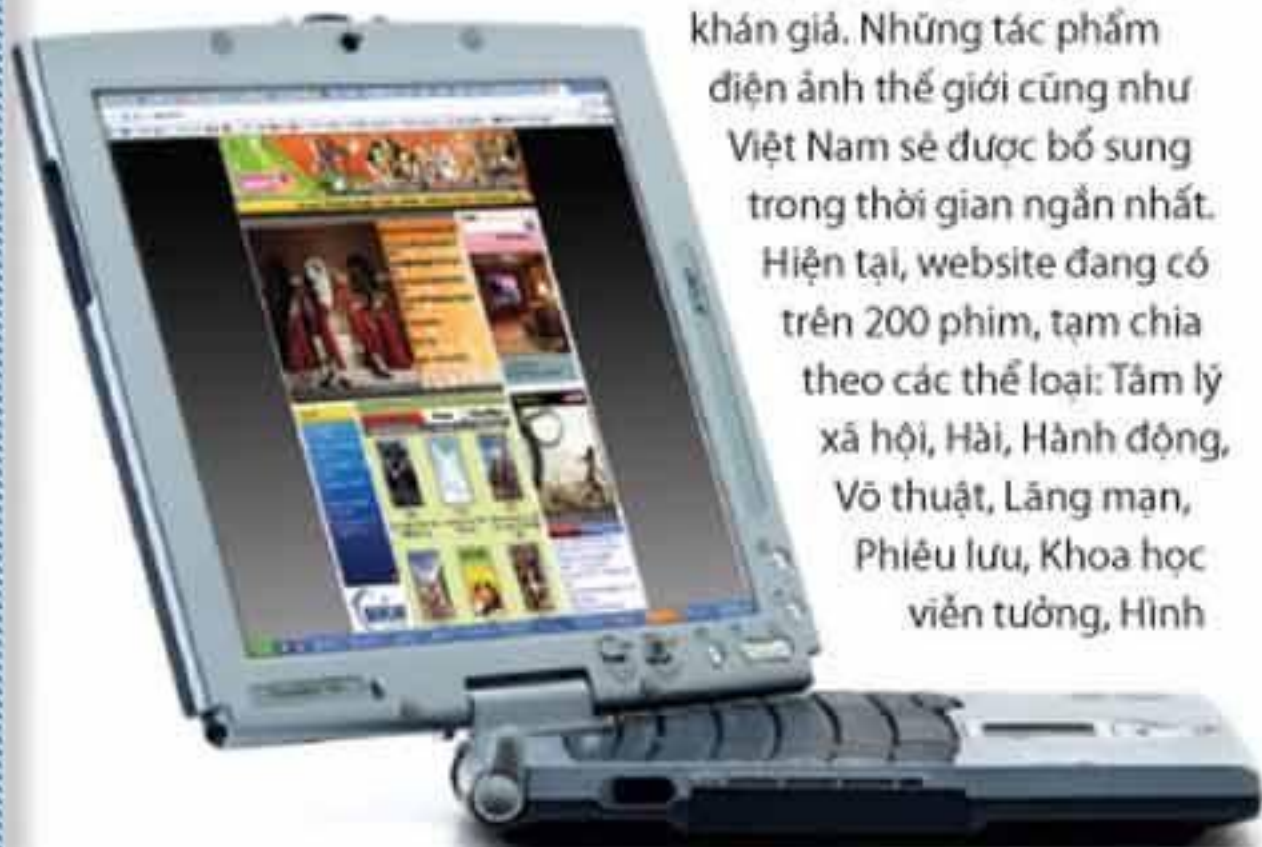 khán giả. Những tác phẩm
điện ảnh thế giới cũng như
Việt Nam sẽ được bổ sung
trong thời gian ngắn nhất.
Hiện tại, website đang có
trên 200 phim, tạm chia
theo các thể loại: Tâm lý
xã hội, Hài, Hành động,
Võ thuật, Lãng mạn,
Phiêu lưu, Khoa học
viễn tưởng, Hình